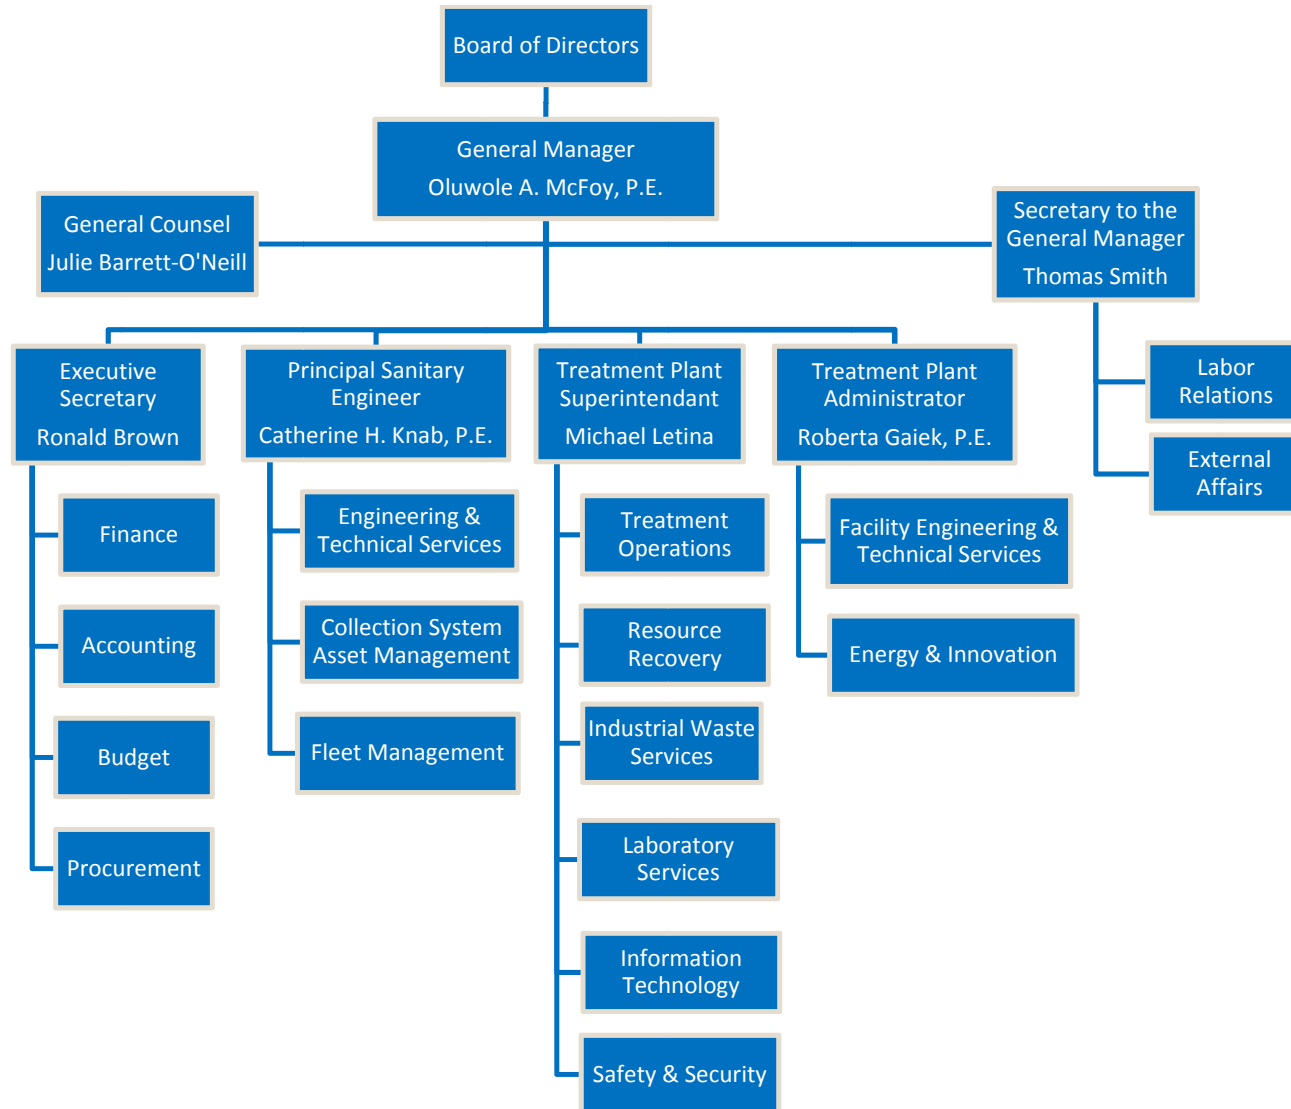 Board of Directors
General Manager
Oluwole A. McFoy, P.E.
General Counsel
Julie Barrett-O'Neill
Secretary to the
General Manager
Thomas Smith
Labor
Relations
External
Affairs
Executive
Secretary
Ronald Brown
Finance
Accounting
Budget
Procurement
Principal Sanitary
Engineer
Catherine H. Knab, P.E.
Engineering &
Technical Services
Collection System
Asset Management
Fleet Management
Treatment Plant
Superintendant
Michael Letina
Treatment
Operations
Resource
Recovery
Industrial Waste
Services
Laboratory
Services
Information
Technology
Safety & Security
Treatment Plant
Administrator
Roberta Gaiek, P.E.
Facility Engineering &
Technical Services
Energy & Innovation